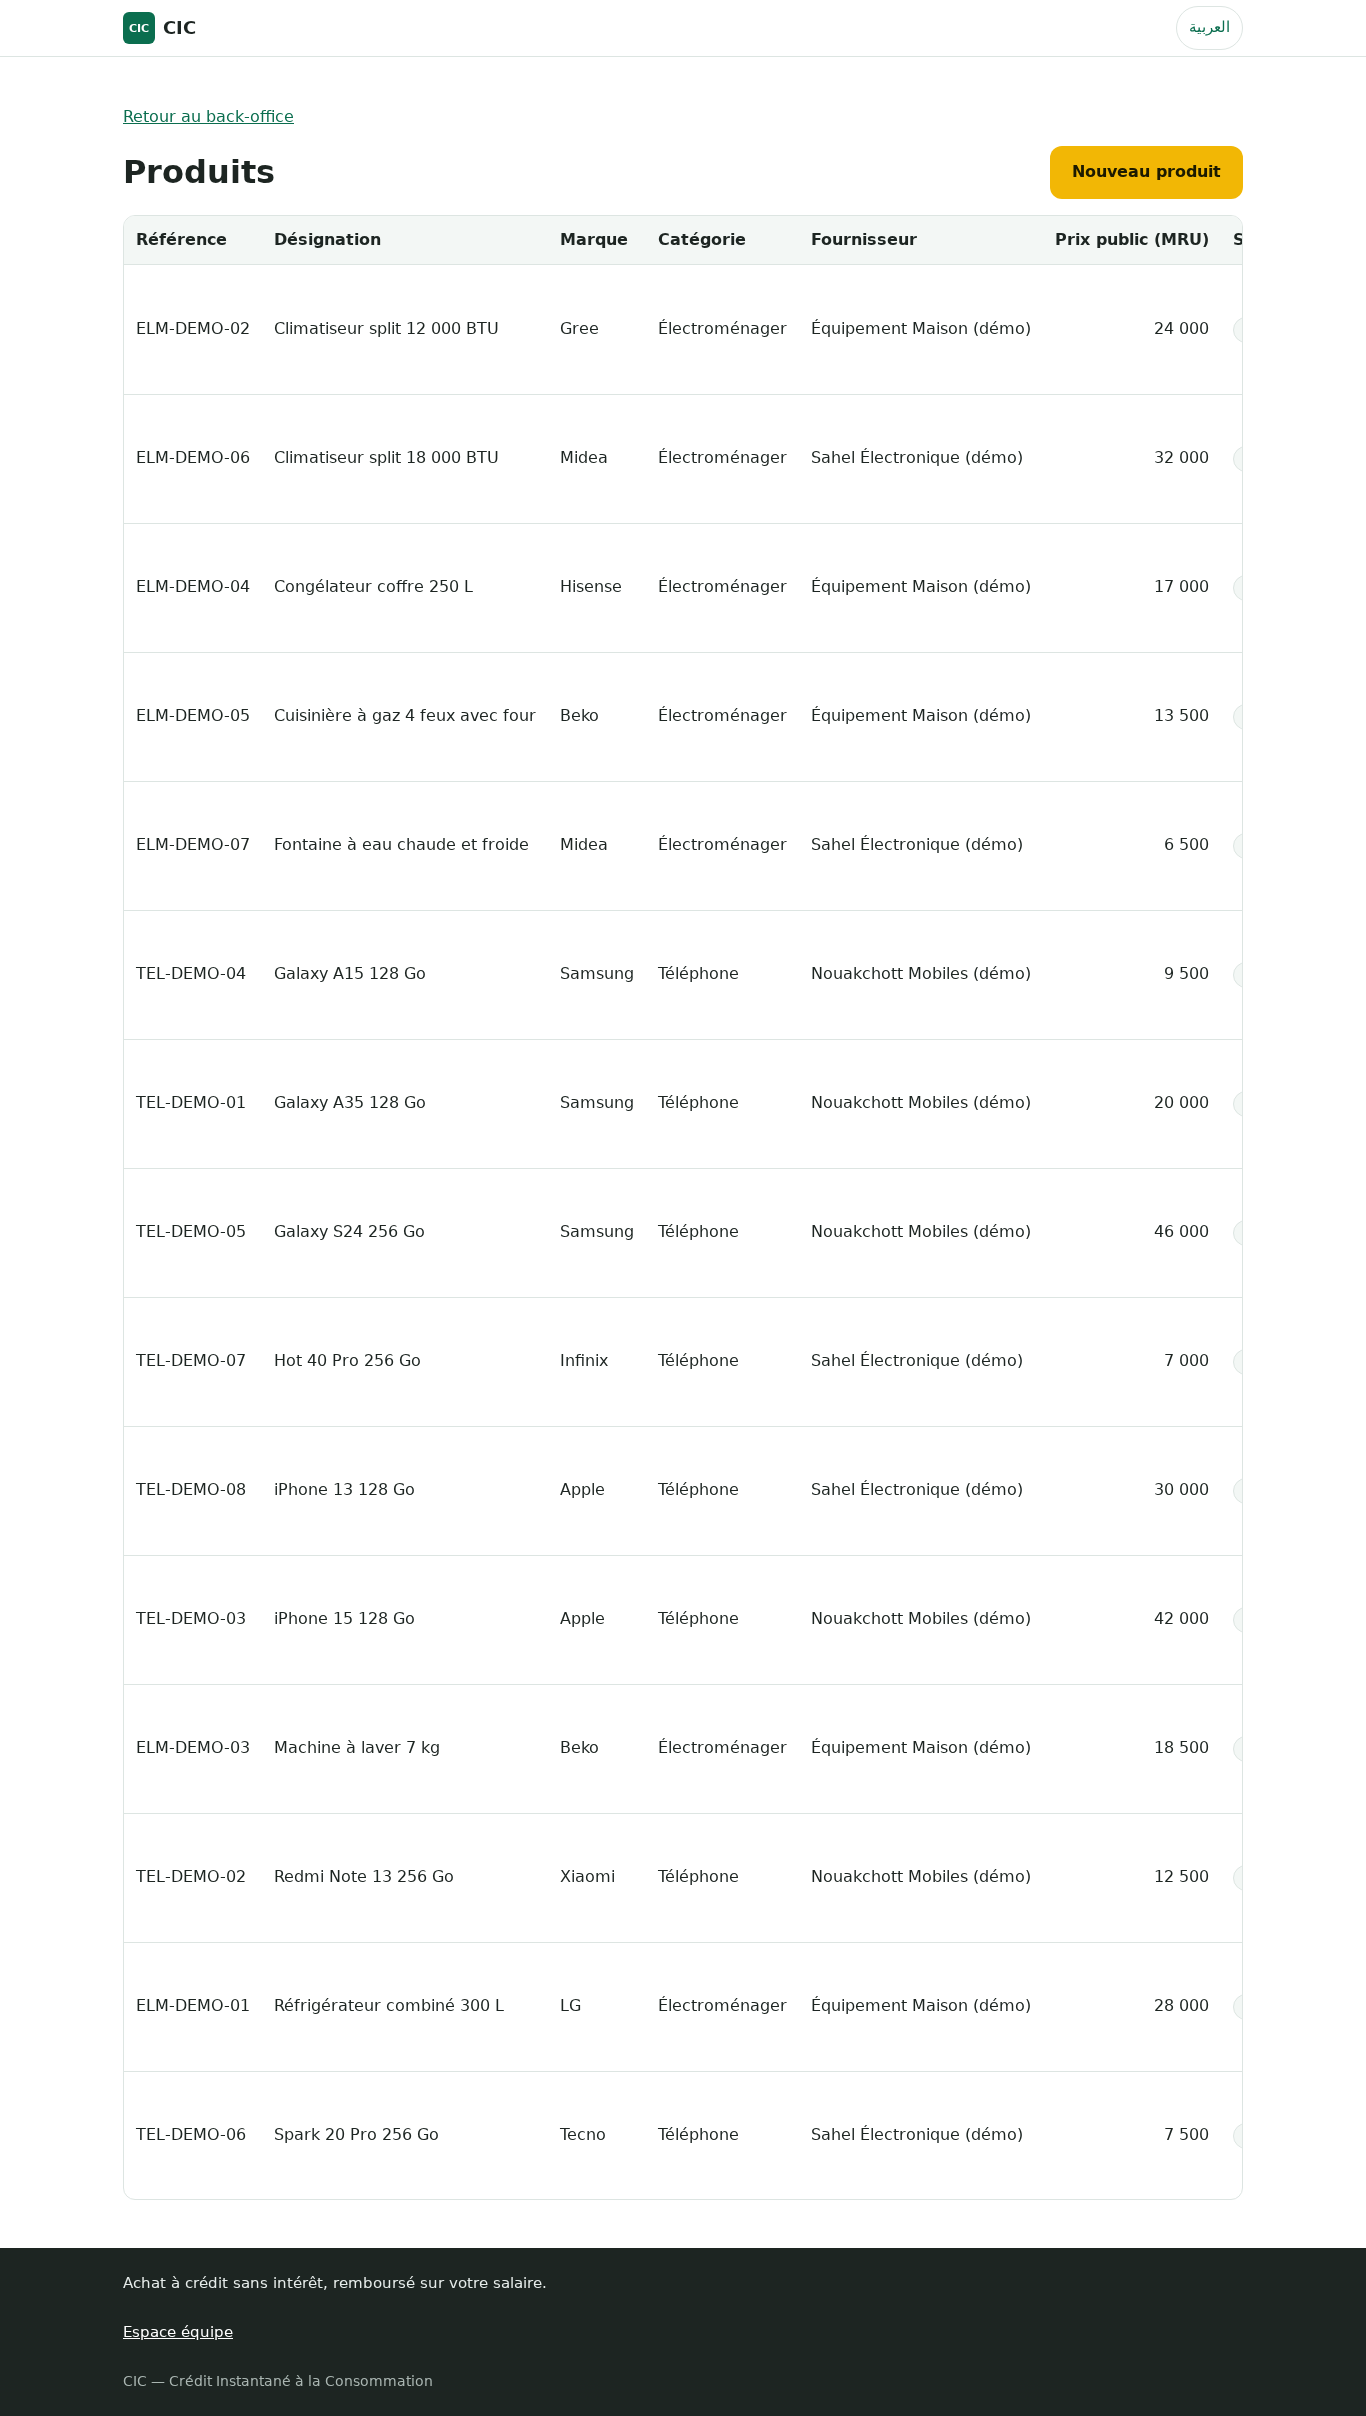 CIC CIC العربية
Retour au back-office
Produits Nouveau produit
Référence Désignation Marque Catégorie Fournisseur Prix public (MRU)
ELM-DEMO-02 Climatiseur split 12 000 BTU Gree Électroménager Équipement Maison (démo) 24 000
ELM-DEMO-06 Climatiseur split 18 000 BTU Midea Électroménager Sahel Électronique (démo) 32 000
ELM-DEMO-04 Congélateur coffre 250 L Hisense Électroménager Équipement Maison (démo) 17 000
ELM-DEMO-05 Cuisinière à gaz 4 feux avec four Beko Électroménager Équipement Maison (démo) 13 500
ELM-DEMO-07 Fontaine à eau chaude et froide Midea Électroménager Sahel Électronique (démo) 6 500
TEL-DEMO-04 Galaxy A15 128 Go Samsung Téléphone Nouakchott Mobiles (démo) 9 500
TEL-DEMO-01 Galaxy A35 128 Go Samsung Téléphone Nouakchott Mobiles (démo) 20 000
TEL-DEMO-05 Galaxy S24 256 Go Samsung Téléphone Nouakchott Mobiles (démo) 46 000
TEL-DEMO-07 Hot 40 Pro 256 Go Infinix Téléphone Sahel Électronique (démo) 7 000
TEL-DEMO-08 iPhone 13 128 Go Apple Téléphone Sahel Électronique (démo) 30 000
TEL-DEMO-03 iPhone 15 128 Go Apple Téléphone Nouakchott Mobiles (démo) 42 000
ELM-DEMO-03 Machine à laver 7 kg Beko Électroménager Équipement Maison (démo) 18 500
TEL-DEMO-02 Redmi Note 13 256 Go Xiaomi Téléphone Nouakchott Mobiles (démo) 12 500
ELM-DEMO-01 Réfrigérateur combiné 300 L LG Électroménager Équipement Maison (démo) 28 000
TEL-DEMO-06 Spark 20 Pro 256 Go Tecno Téléphone Sahel Électronique (démo) 7 500
Achat à crédit sans intérêt, remboursé sur votre salaire.
Espace équipe
CIC — Crédit Instantané à la Consommation